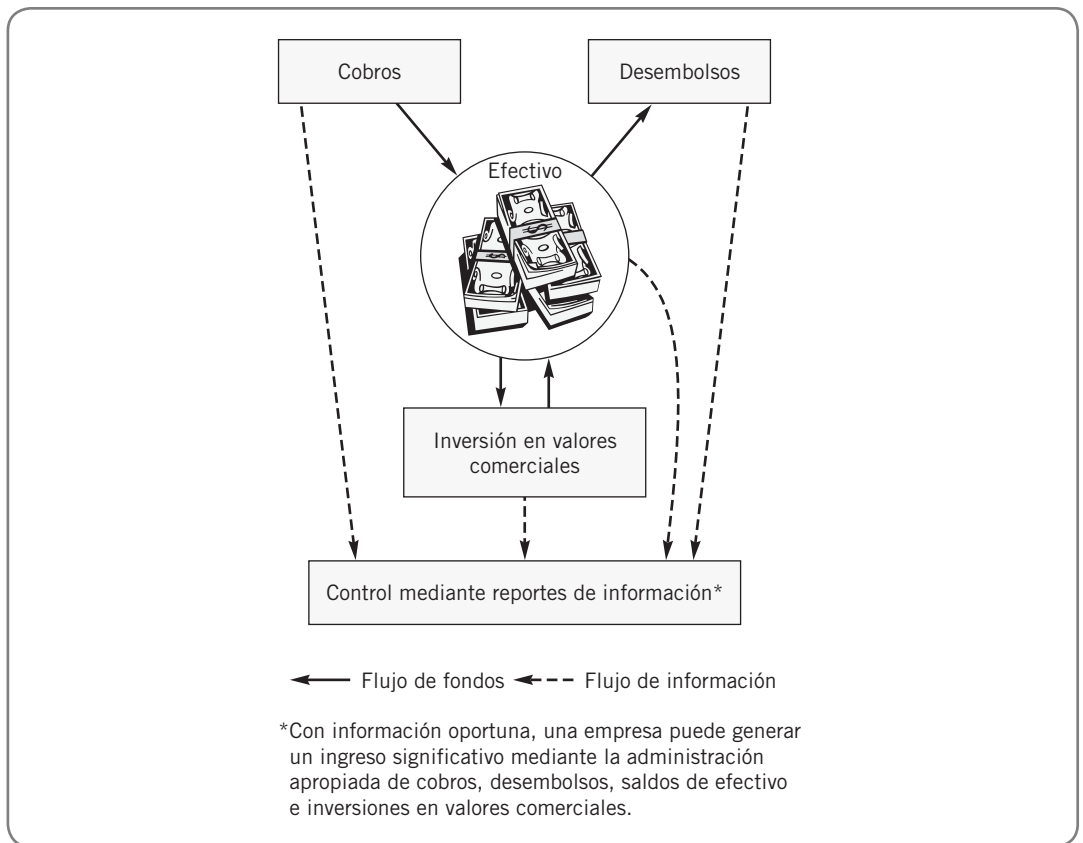 Cobros
Desembolsos
Efectivo
$
$
Inversión en valores
comerciales
Control mediante reportes de información*
Flujo de fondos
Flujo de información
*Con información oportuna, una empresa puede generar
un ingreso significativo mediante la administración
apropiada de cobros, desembolsos, saldos de efectivo
e inversiones en valores comerciales.